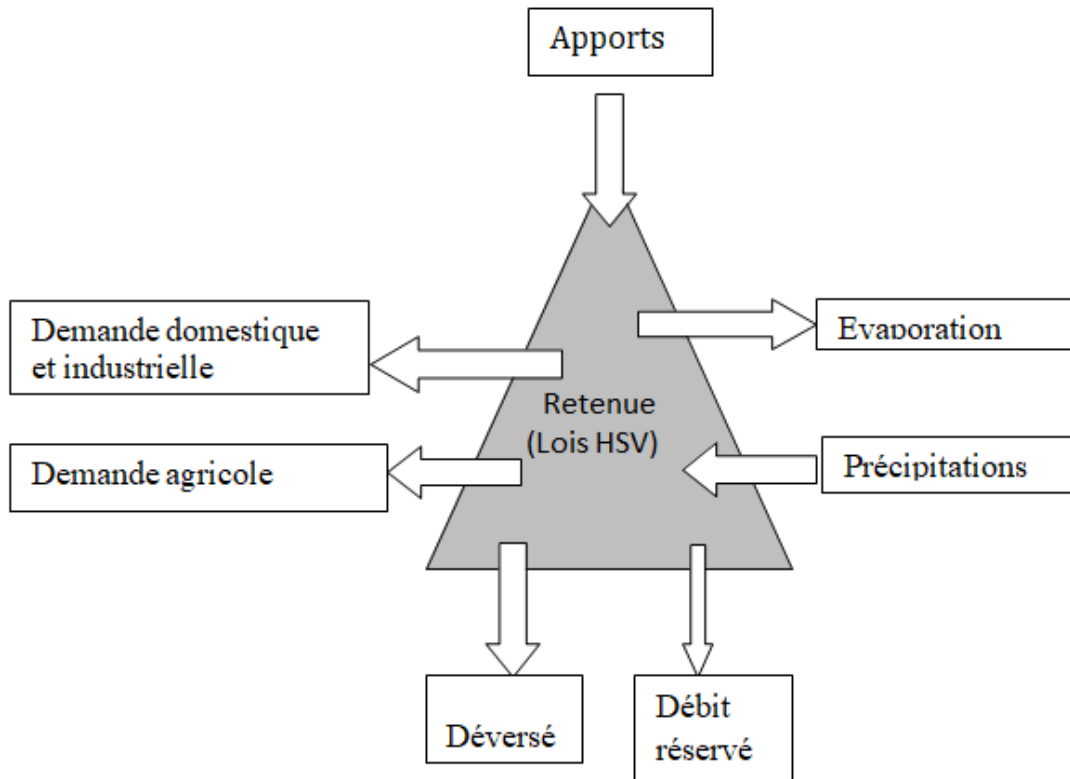 Apports
Demande domestique
et industrielle
Evaporation
Retenue
(Lois HSV)
Demande agricole
Précipitations
Déversé
Débit
réservé